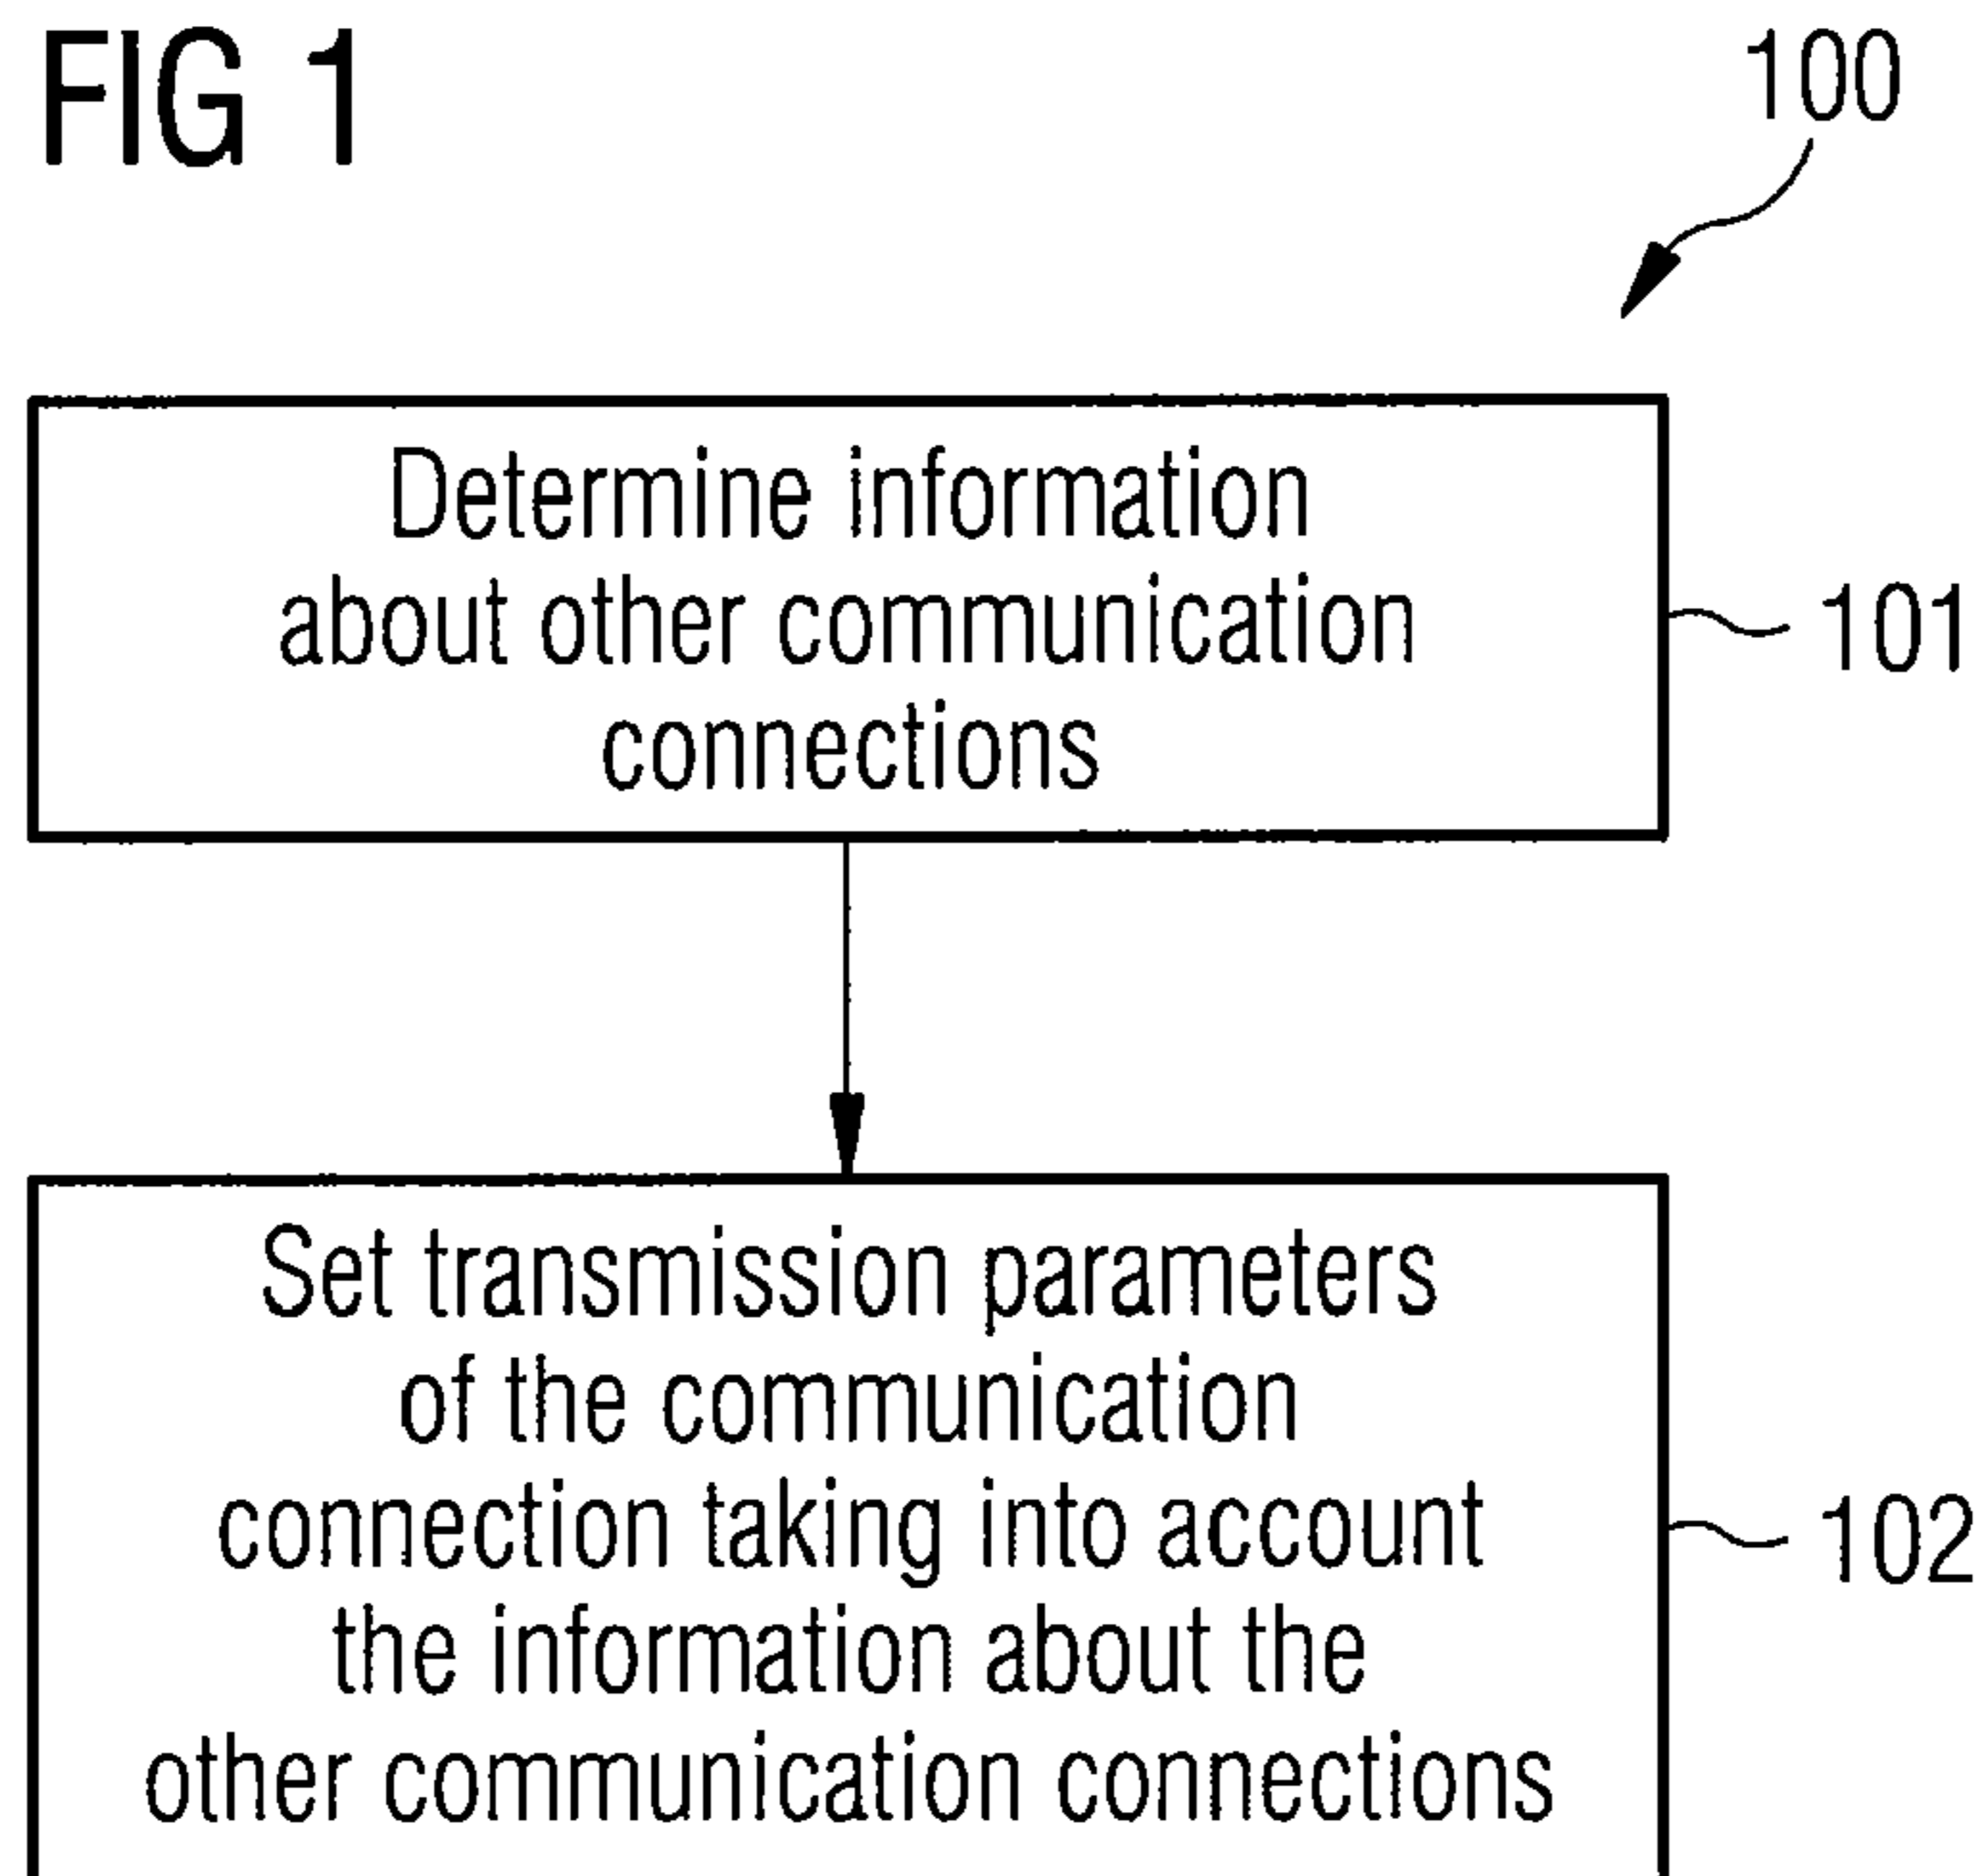 FIG 1
100
Determine information
about other communication
connections
101
Set transmission parameters
of the communication
connection taking into account
the information about the
other communication connections
102